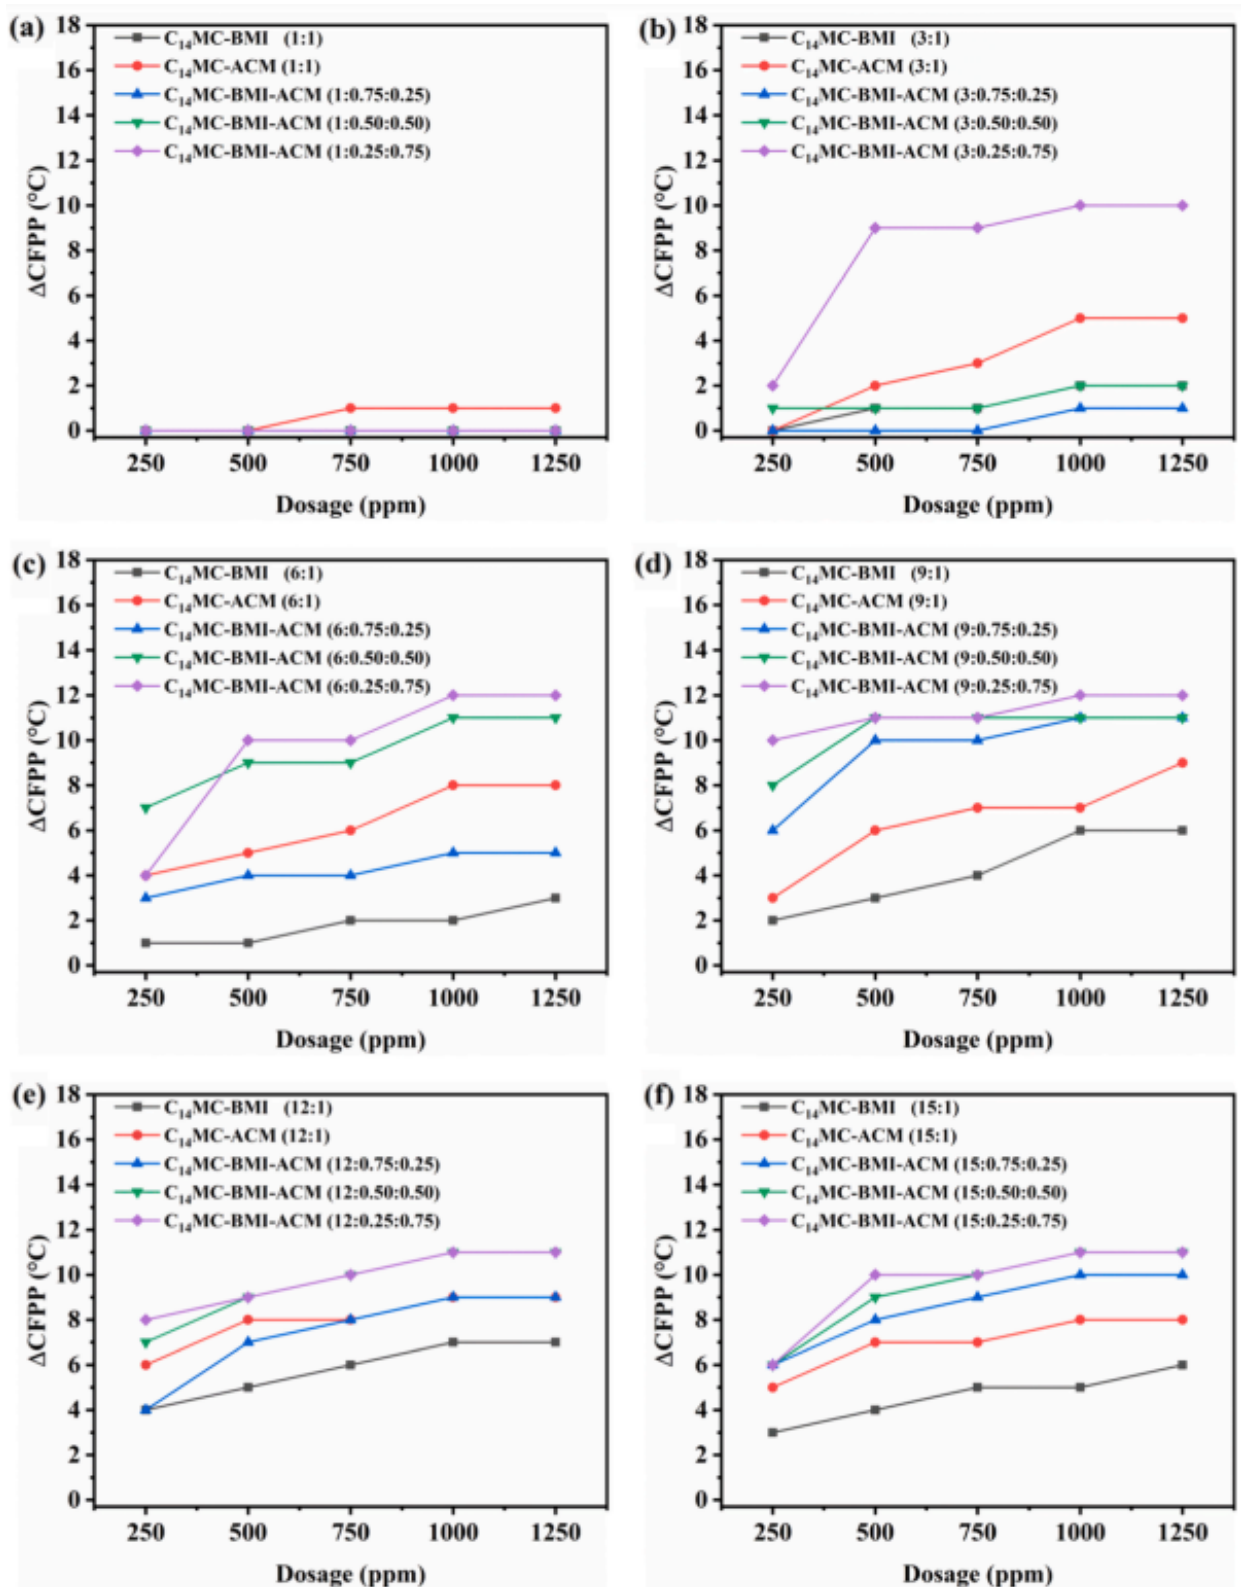 (a)
C₁₄MC-BMI (1:1)
C₁₄MC-ACM (1:1)
C₁₄MC-BMI-ACM (1:0.75:0.25)
C₁₄MC-BMI-ACM (1:0.50:0.50)
C₁₄MC-BMI-ACM (1:0.25:0.75)
ΔCFPP (°C)
18
16
14
12
10
8
6
4
2
0
250 500 750 1000 1250
Dosage (ppm)
(b)
C₁₄MC-BMI (3:1)
C₁₄MC-ACM (3:1)
C₁₄MC-BMI-ACM (3:0.75:0.25)
C₁₄MC-BMI-ACM (3:0.50:0.50)
C₁₄MC-BMI-ACM (3:0.25:0.75)
ΔCFPP (°C)
18
16
14
12
10
8
6
4
2
0
250 500 750 1000 1250
Dosage (ppm)
(c)
C₁₄MC-BMI (6:1)
C₁₄MC-ACM (6:1)
C₁₄MC-BMI-ACM (6:0.75:0.25)
C₁₄MC-BMI-ACM (6:0.50:0.50)
C₁₄MC-BMI-ACM (6:0.25:0.75)
ΔCFPP (°C)
18
16
14
12
10
8
6
4
2
0
250 500 750 1000 1250
Dosage (ppm)
(d)
C₁₄MC-BMI (9:1)
C₁₄MC-ACM (9:1)
C₁₄MC-BMI-ACM (9:0.75:0.25)
C₁₄MC-BMI-ACM (9:0.50:0.50)
C₁₄MC-BMI-ACM (9:0.25:0.75)
ΔCFPP (°C)
18
16
14
12
10
8
6
4
2
0
250 500 750 1000 1250
Dosage (ppm)
(e)
C₁₄MC-BMI (12:1)
C₁₄MC-ACM (12:1)
C₁₄MC-BMI-ACM (12:0.75:0.25)
C₁₄MC-BMI-ACM (12:0.50:0.50)
C₁₄MC-BMI-ACM (12:0.25:0.75)
ΔCFPP (°C)
18
16
14
12
10
8
6
4
2
0
250 500 750 1000 1250
Dosage (ppm)
(f)
C₁₄MC-BMI (15:1)
C₁₄MC-ACM (15:1)
C₁₄MC-BMI-ACM (15:0.75:0.25)
C₁₄MC-BMI-ACM (15:0.50:0.50)
C₁₄MC-BMI-ACM (15:0.25:0.75)
ΔCFPP (°C)
18
16
14
12
10
8
6
4
2
0
250 500 750 1000 1250
Dosage (ppm)